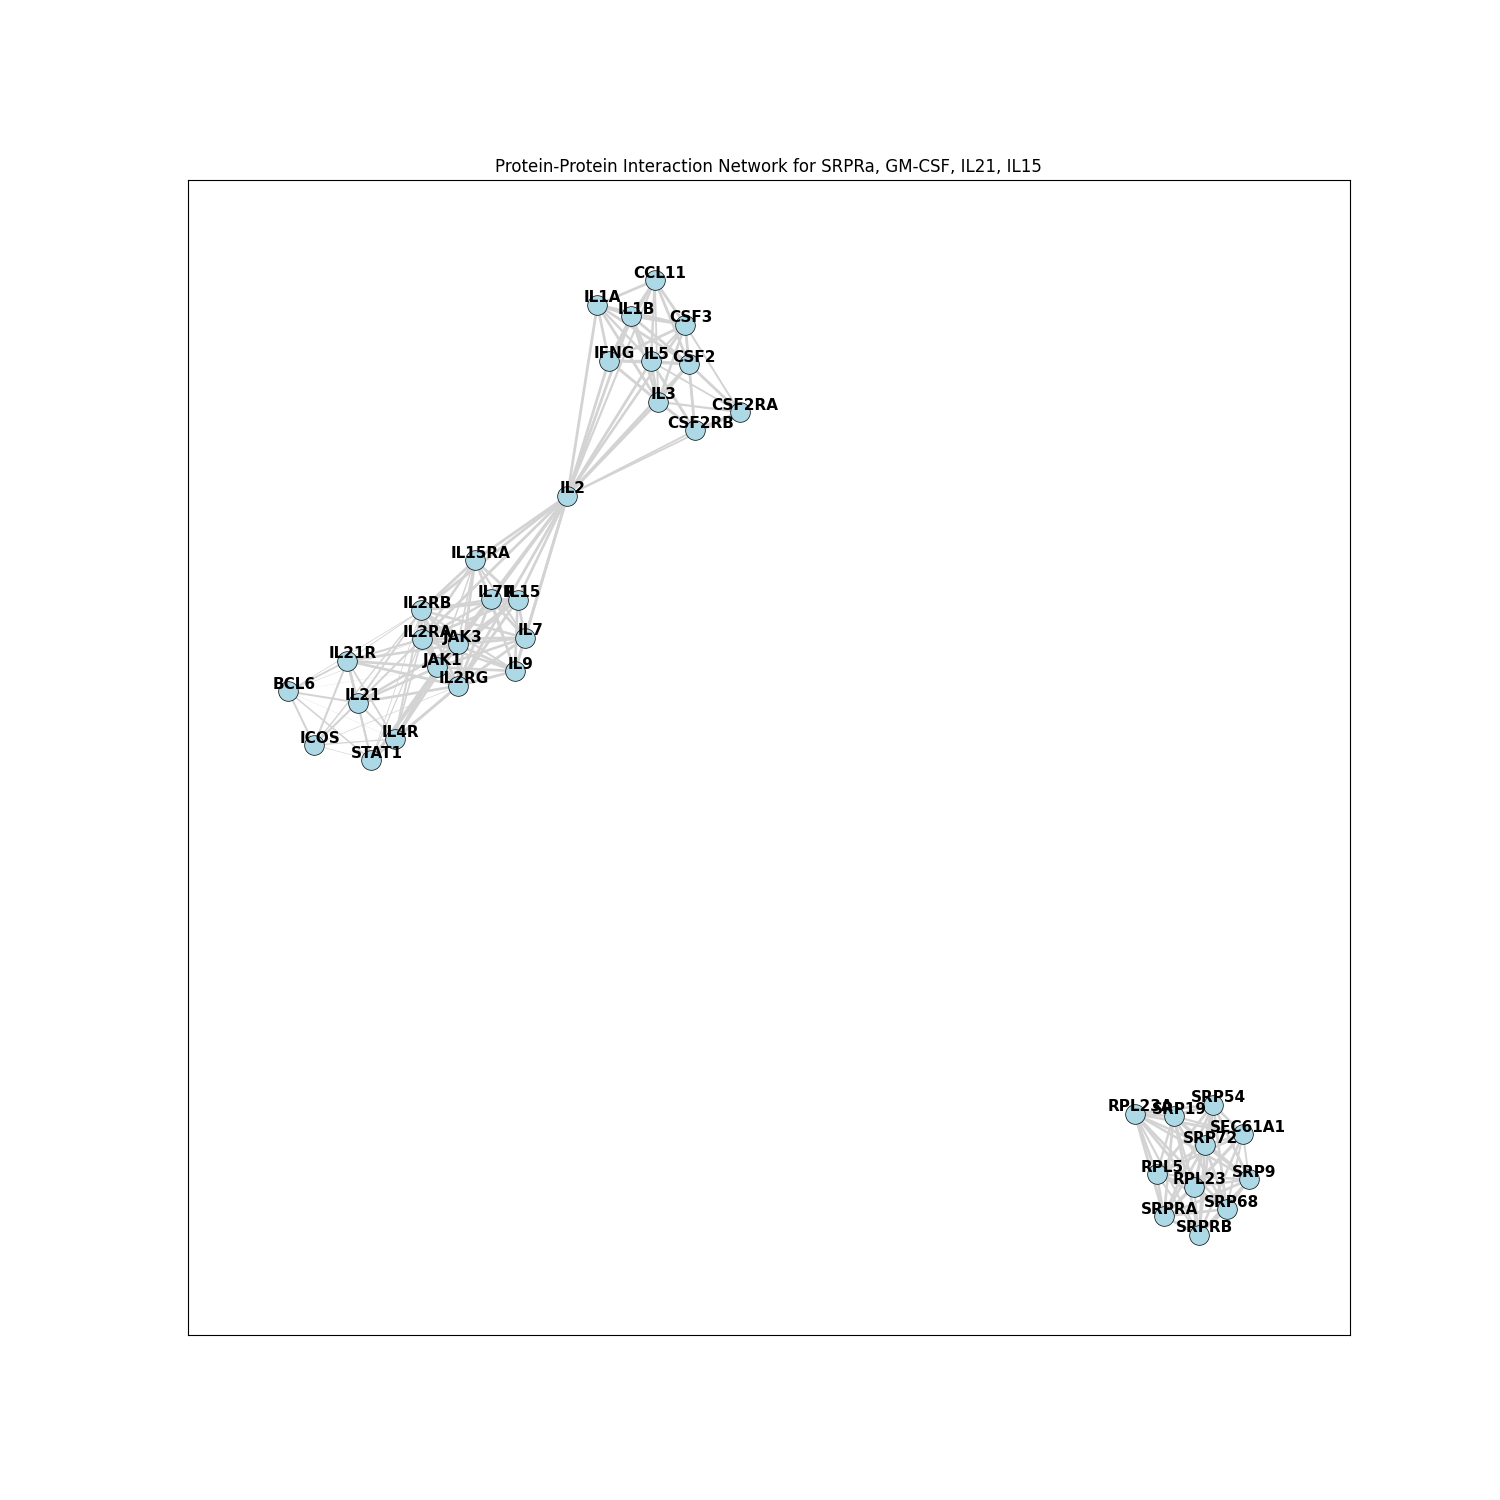 Protein-Protein Interaction Network for SRPRa, GM-CSF, IL21, IL15
CCL11
IL1A
IL1B
CSF3
IFNG
IL5
CSF2
IL3
CSF2RA
CSF2RB
IL2
IL15RA
IL7R
IL15
IL2RB
IL2RA
JAK3
IL7
IL21R
JAK1
IL9
IL2RG
BCL6
IL21
ICOS
IL4R
STAT1
SRP54
RPL23A
SRP19
SEC61A1
SRP72
RPL5
SRP9
RPL23
SRP68
SRPRA
SRPRB